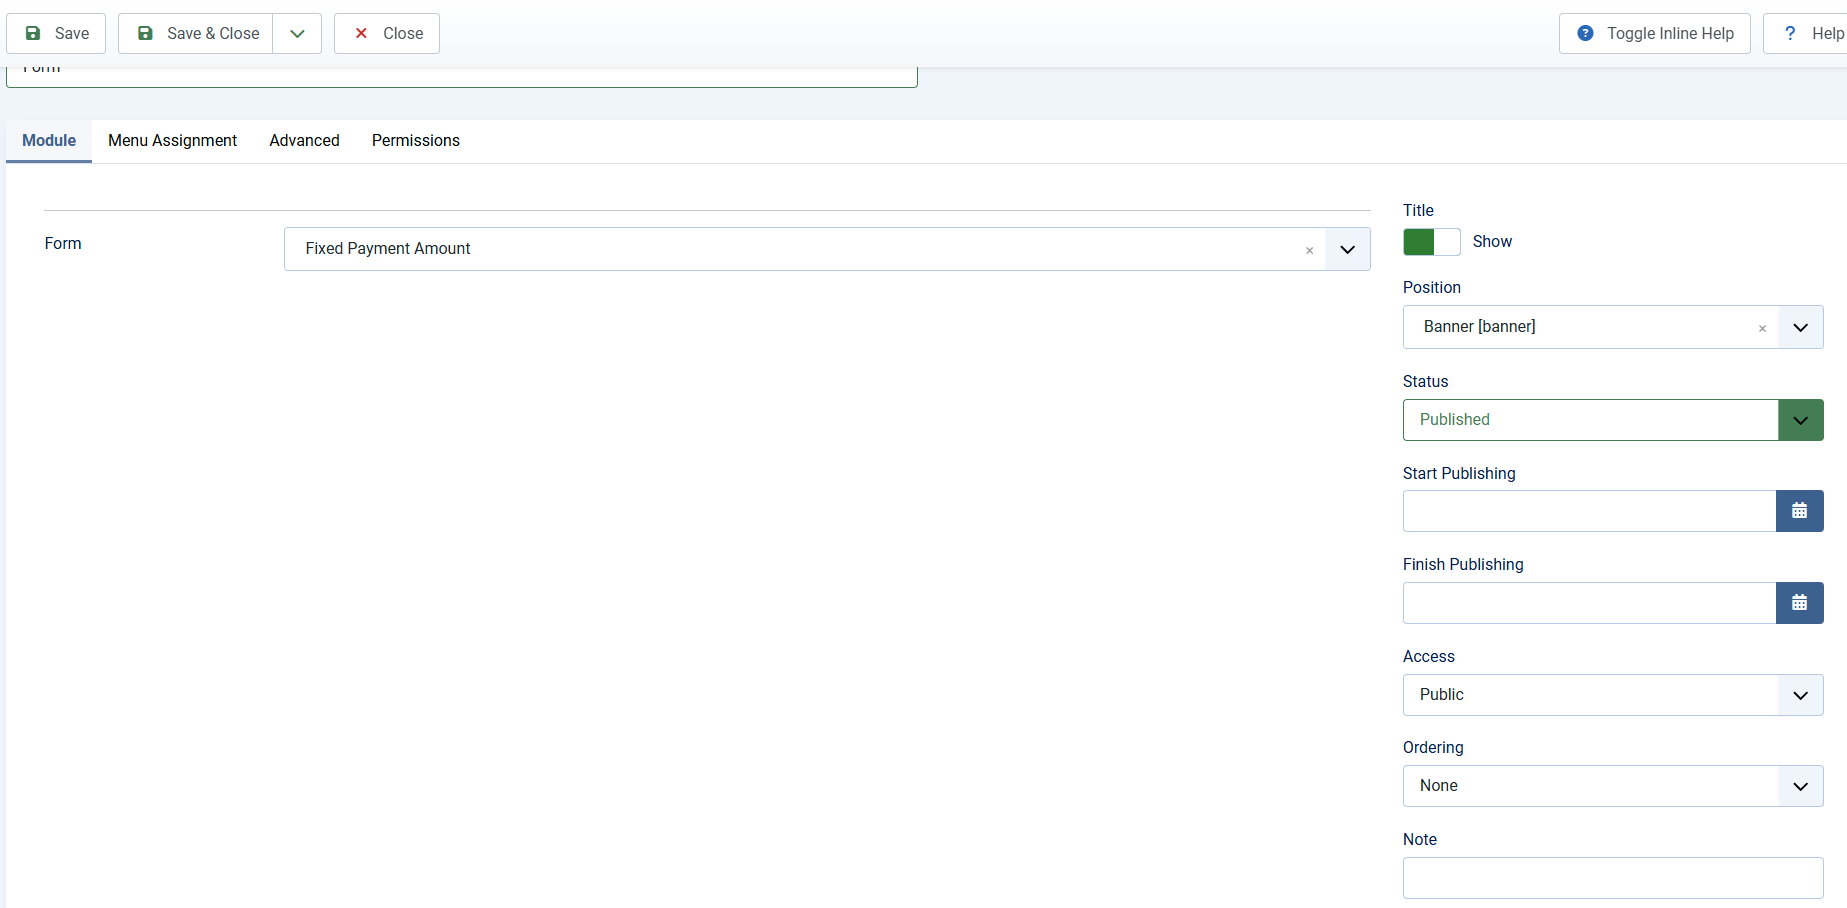 Save
Save & Close
Close
Toggle Inline Help
Help
Form
Module
Menu Assignment
Advanced
Permissions
Form
Fixed Payment Amount
Title
Show
Position
Banner [banner]
Status
Published
Start Publishing
Finish Publishing
Access
Public
Ordering
None
Note